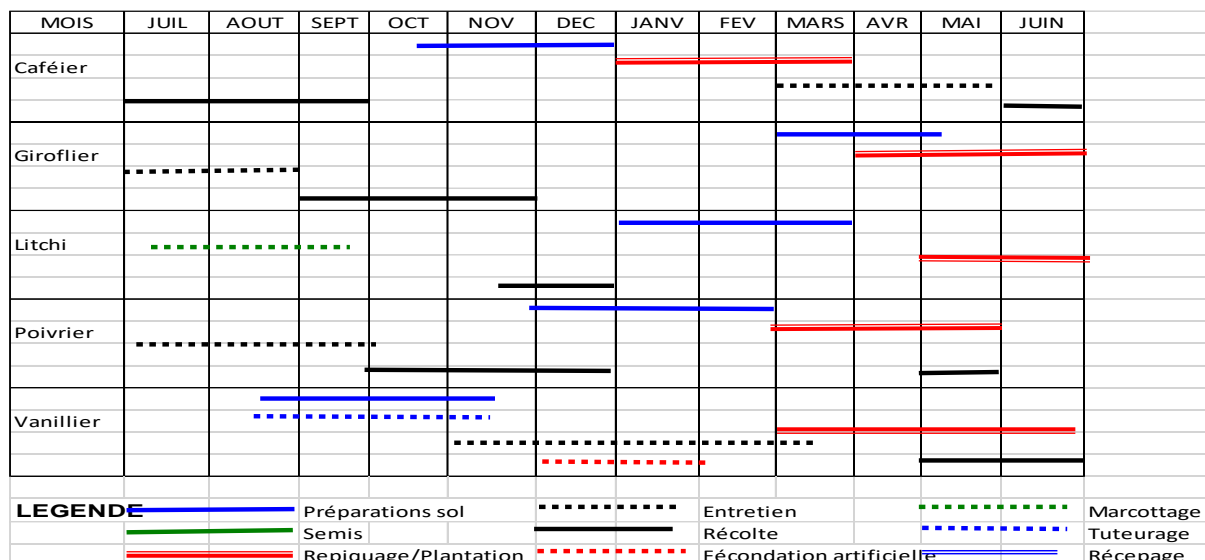 MOIS JUIL AOUT SEPT OCT NOV DEC JANV FEV MARS AVR MAI JUIN
Caféier
Giroflier
Litchi
Poivrier
Vanillier
LEGENDE Préparations sol Entretien Marcottage
Semis Récolte Tuteurage
Repiquage/Plantation Fécondation artificielle Récepage